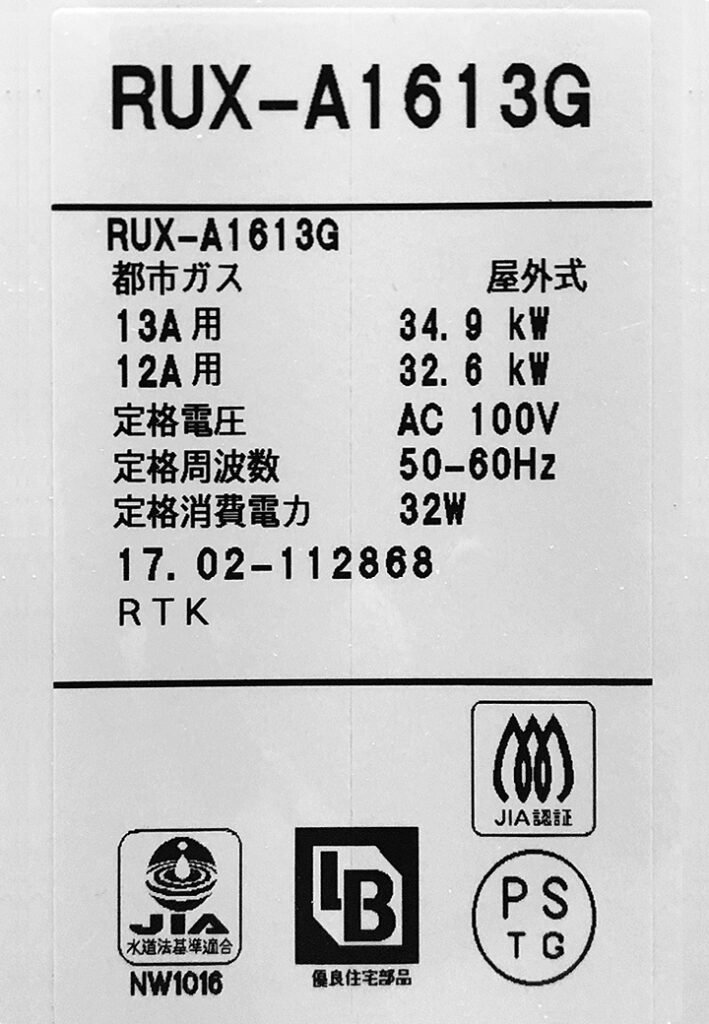 RUX-A1613G
RUX-A1613G
都市ガス 屋外式
13A用 34.9 kW
12A用 32.6 kW
定格電圧 AC 100V
定格周波数 50-60Hz
定格消費電力 32W
17.02-112868
RTK
JIA認証
JIA
水道法基準適合
NW1016
LB
優良住宅部品
PS
TG